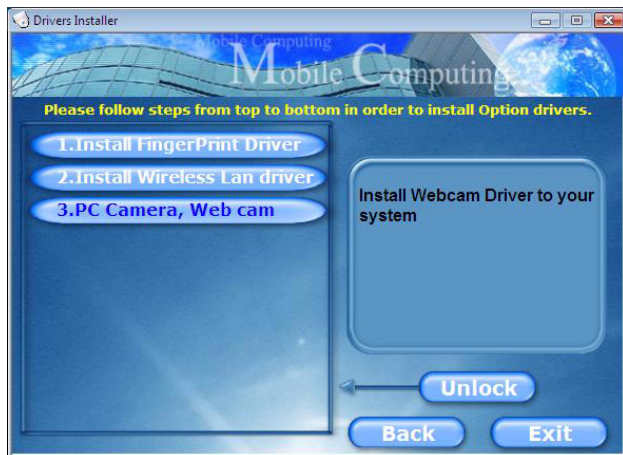 Drivers Installer
Mobile Computing
Mobile Computing
Please follow steps from top to bottom in order to install Option drivers.
1.Install FingerPrint Driver
2.Install Wireless Lan driver
3.PC Camera, Web cam
Install Webcam Driver to your
system
Unlock
Back
Exit